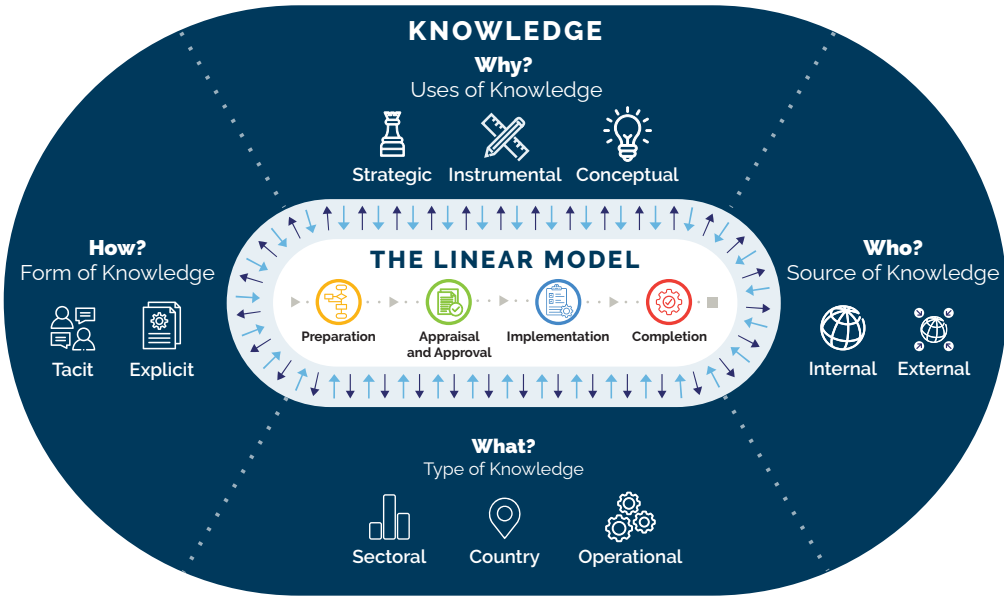 KNOWLEDGE
Why?
Uses of Knowledge
Strategic
Instrumental
Conceptual
How?
Form of Knowledge
Tacit
Explicit
THE LINEAR MODEL
Preparation
Appraisal
and Approval
Implementation
Completion
Who?
Source of Knowledge
Internal
External
What?
Type of Knowledge
Sectoral
Country
Operational